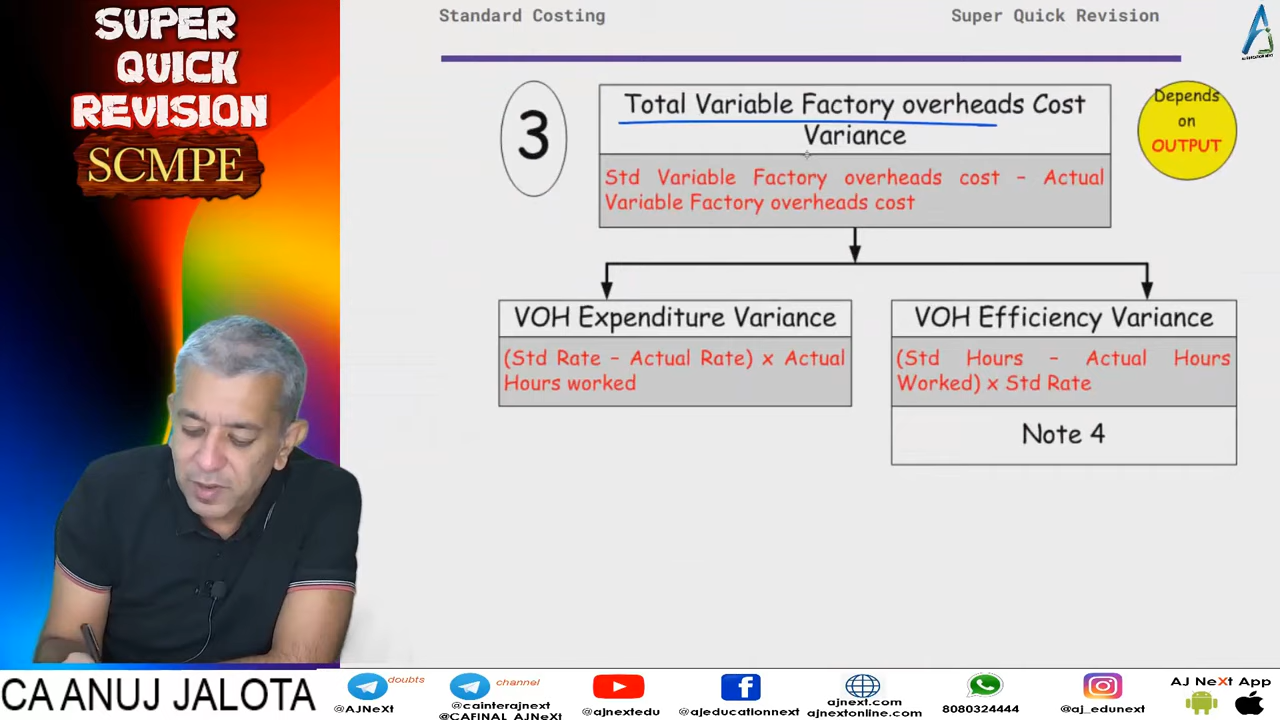 SUPER
QUICK
REVISION
SCMPE
Standard Costing
Super Quick Revision
3
Total Variable Factory overheads Cost
Variance
Std Variable Factory overheads cost – Actual
Variable Factory overheads cost
Depends
on
OUTPUT
VOH Expenditure Variance
(Std Rate – Actual Rate) x Actual
Hours worked
VOH Efficiency Variance
(Std Hours – Actual Hours
Worked) x Std Rate
Note 4
CA ANUJ JALOTA
doubts
@AJNeXt
channel
@cainterajnext
@CAFINAL_AJNeXt
@ajnextedu
@ajeducationnext
ajnext.com
ajnextonline.com
8080324444
@aj_edunext
AJ NeXt App